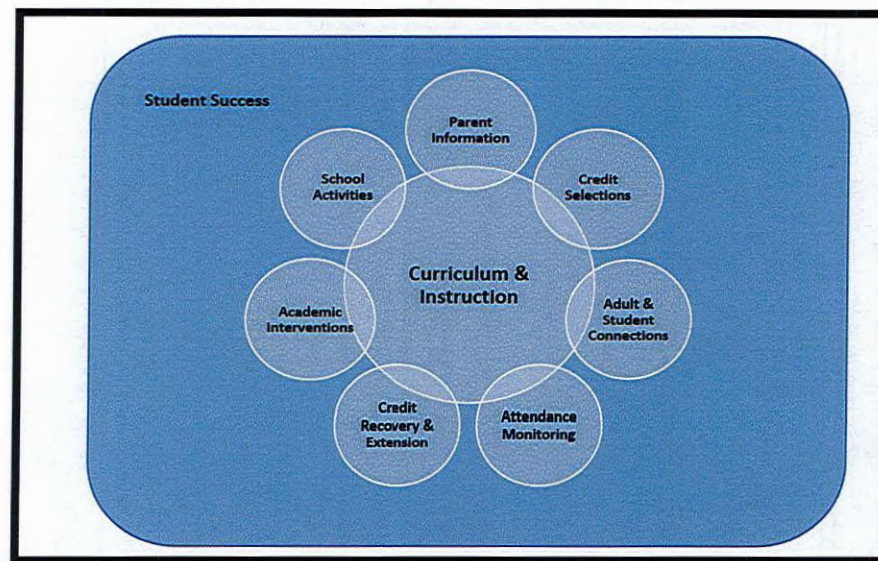 Student Success
Parent
Information
School
Activities
Credit
Selections
Curriculum &
Instruction
Academic
Interventions
Adult &
Student
Connections
Credit
Recovery &
Extension
Attendance
Monitoring